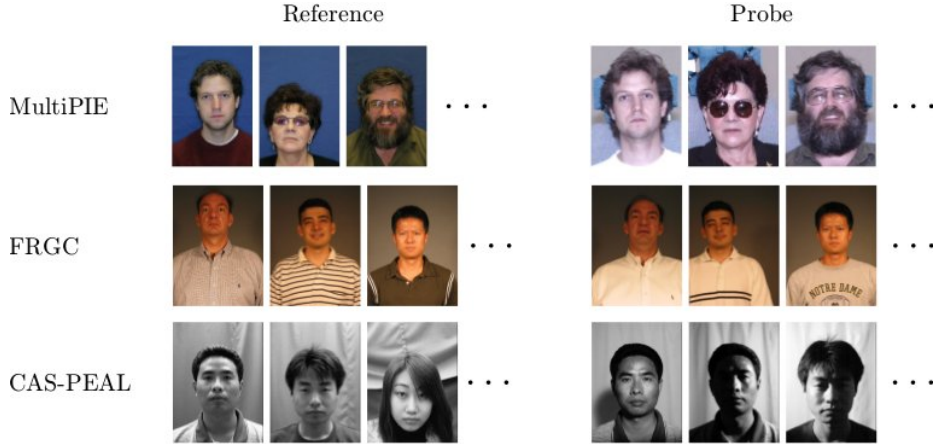 Reference Probe
MultiPIE
FRGC
NOTRE DAME
CAS-PEAL